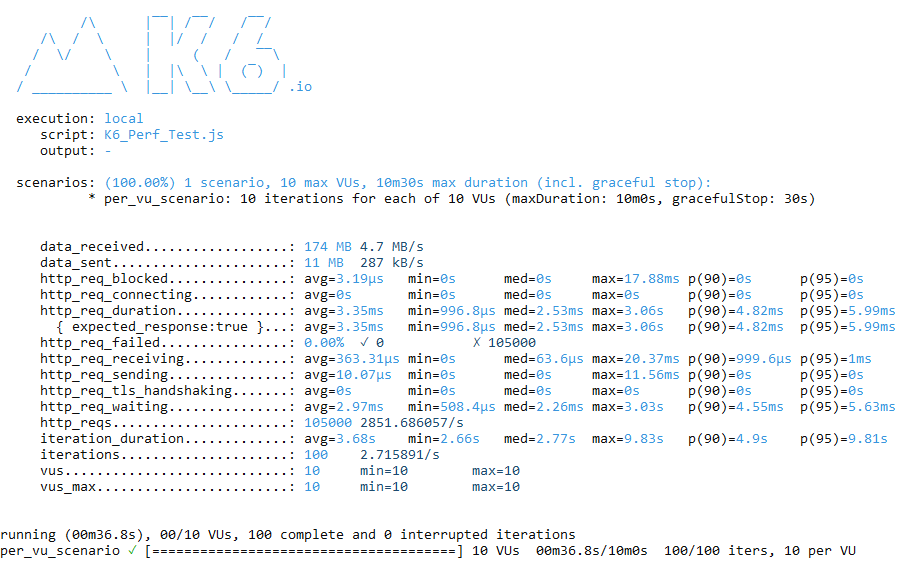 .io
execution: local
script: K6_Perf_Test.js
output: -
scenarios: (100.00%) 1 scenario, 10 max VUs, 10m30s max duration (incl. graceful stop):
* per_vu_scenario: 10 iterations for each of 10 VUs (maxDuration: 10m0s, gracefulStop: 30s)
data_received..................: 174 MB 4.7 MB/s
data_sent......................: 11 MB  287 kB/s
http_req_blocked...............: avg=3.19µs   min=0s      med=0s     max=17.88ms p(90)=0s      p(95)=0s
http_req_connecting............: avg=0s       min=0s      med=0s     max=0s      p(90)=0s      p(95)=0s
http_req_duration..............: avg=3.35ms   min=996.8µs med=2.53ms max=3.06s   p(90)=4.82ms  p(95)=5.99ms
{ expected_response:true }...: avg=3.35ms   min=996.8µs med=2.53ms max=3.06s   p(90)=4.82ms  p(95)=5.99ms
http_req_failed................: 0.00%  ✓ 0           ✗ 105000
http_req_receiving.............: avg=363.31µs min=0s      med=63.6µs max=20.37ms p(90)=999.6µs p(95)=1ms
http_req_sending...............: avg=10.07µs  min=0s      med=0s     max=11.56ms p(90)=0s      p(95)=0s
http_req_tls_handshaking.......: avg=0s       min=0s      med=0s     max=0s      p(90)=0s      p(95)=0s
http_req_waiting...............: avg=2.97ms   min=508.4µs med=2.26ms max=3.03s   p(90)=4.55ms  p(95)=5.63ms
http_reqs......................: 105000 2851.686057/s
iteration_duration.............: avg=3.68s    min=2.66s   med=2.77s  max=9.83s   p(90)=4.9s    p(95)=9.81s
iterations.....................: 100    2.715891/s
vus............................: 10     min=10        max=10
vus_max........................: 10     min=10        max=10
running (00m36.8s), 00/10 VUs, 100 complete and 0 interrupted iterations
per_vu_scenario ✓ [======================================] 10 VUs  00m36.8s/10m0s  100/100 iters, 10 per VU